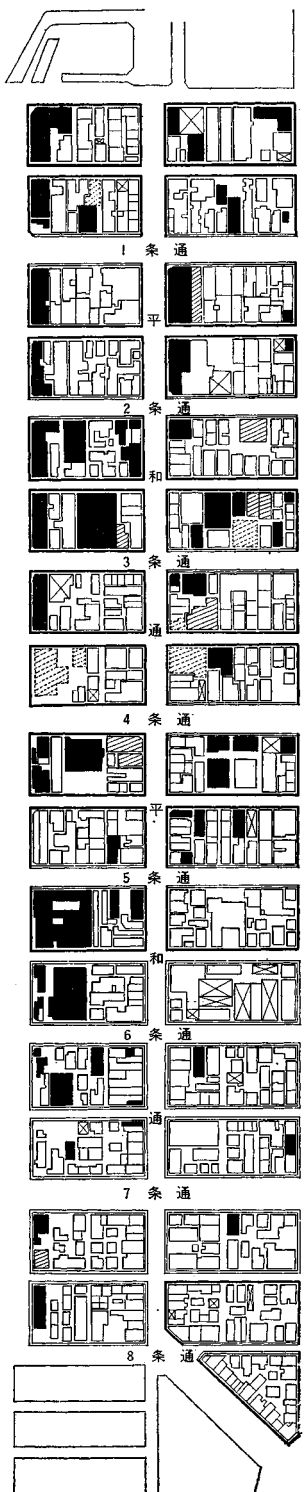 1 条 通
平
2 条 通
和
3 条 通
通
4 条 通
平
5 条 通
和
6 条 通
通
7 条 通
8 条 通